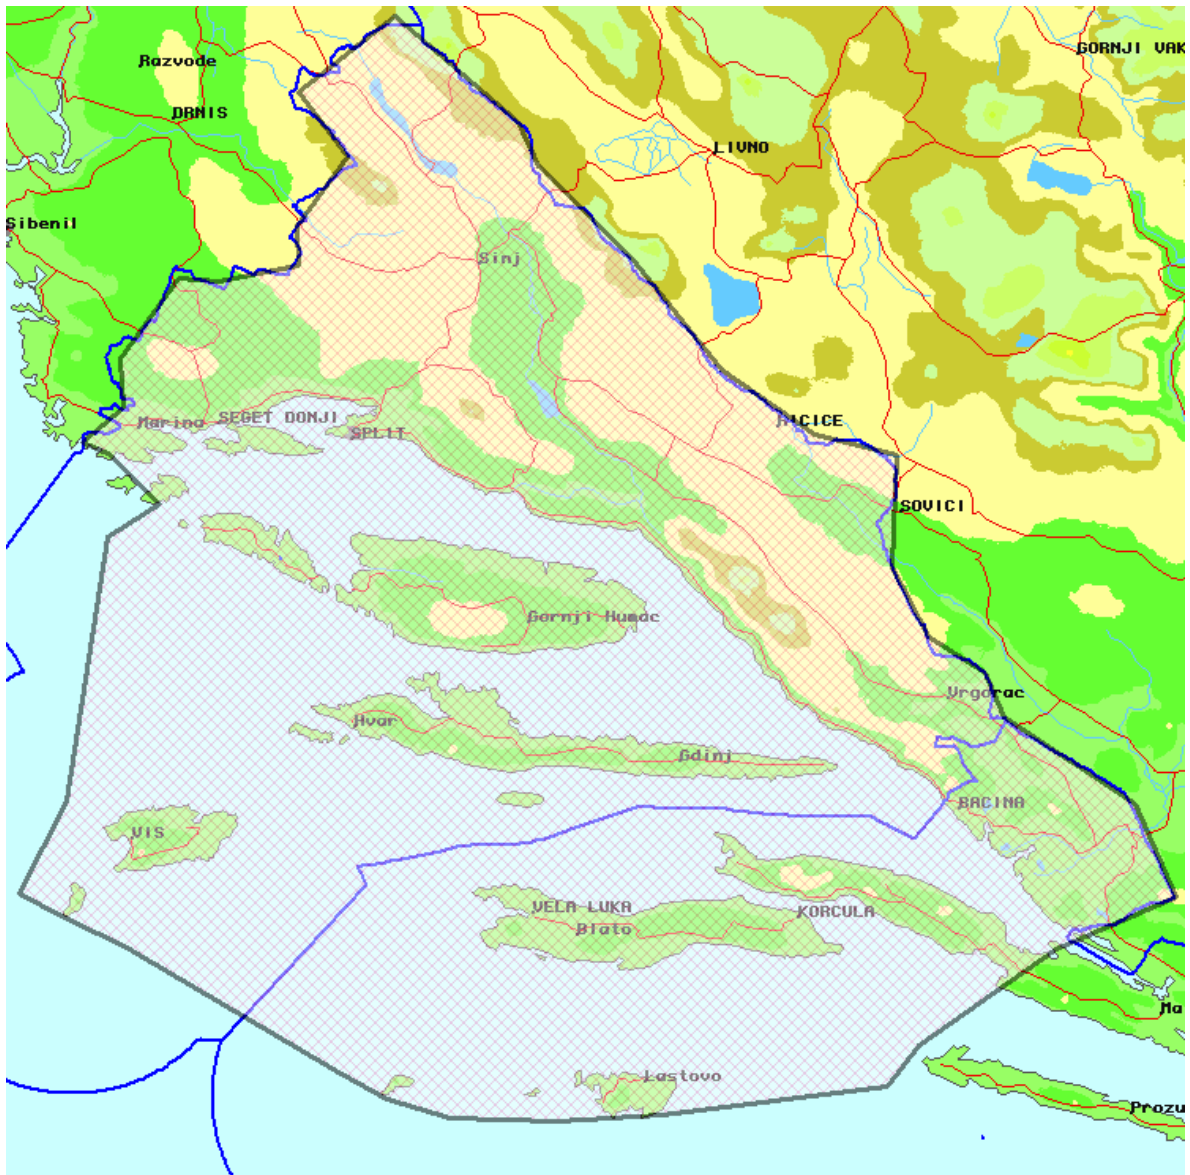 GORNJI VAK
Razvode
DRNIS
LIVNO
Sibenil
Sinj
SEGET DONJI
Marina
RICICE
SPLIT
SOVICI
Gornji Humac
Vrgorac
Hvar
Gdinj
BACINA
VIS
VELA LUKA
KORCULA
Blato
Ma
Lastovo
Prozu